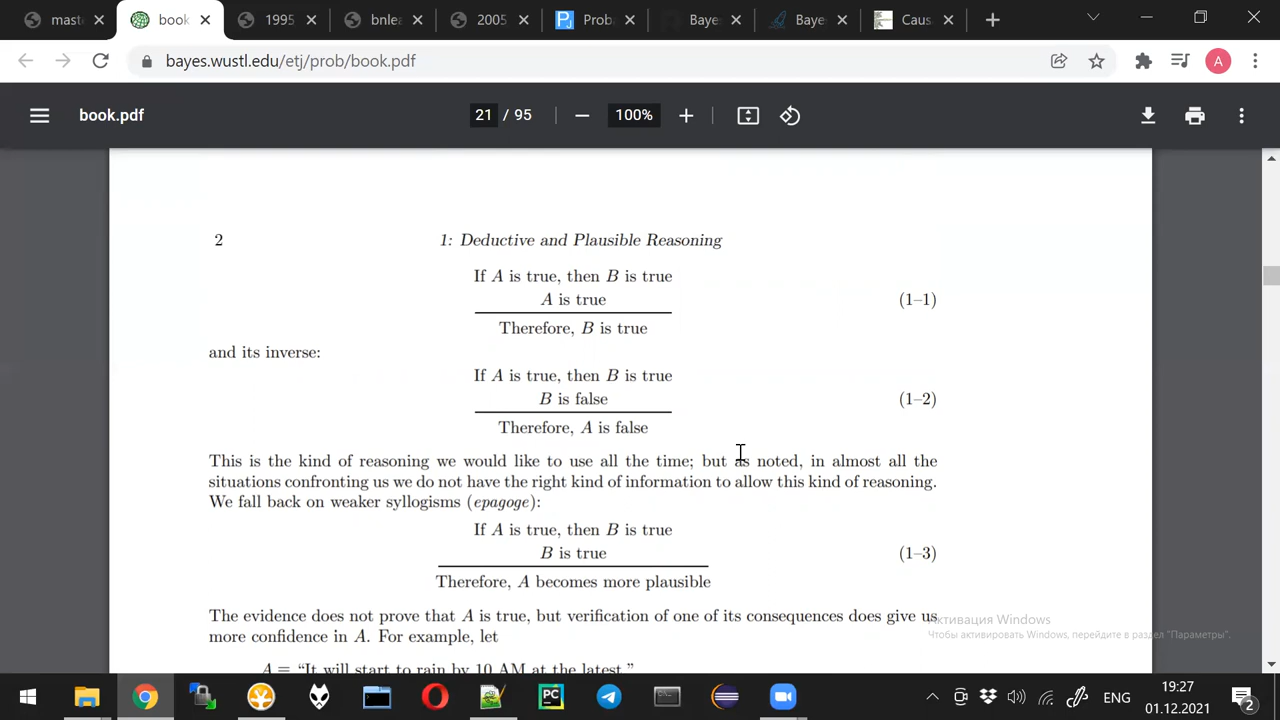 mast
book
1995
bnlea
2005
Prob
Bayes
Baye
Caus
bayes.wustl.edu/etj/prob/book.pdf
A
book.pdf
21 / 95
100%
2
1: Deductive and Plausible Reasoning
If A is true, then B is true
A is true
(1–1)
Therefore, B is true
and its inverse:
If A is true, then B is true
B is false
(1–2)
Therefore, A is false
This is the kind of reasoning we would like to use all the time; but as noted, in almost all the
situations confronting us we do not have the right kind of information to allow this kind of reasoning.
We fall back on weaker syllogisms (epagoge):
If A is true, then B is true
B is true
(1–3)
Therefore, A becomes more plausible
The evidence does not prove that A is true, but verification of one of its consequences does give us
more confidence in A. For example, let
Активация Windows
Чтобы активировать Windows, перейдите в раздел "Параметры".
A = "It will start to rain by 10 AM at the latest."
PC
ENG
19:27
01.12.2021
2